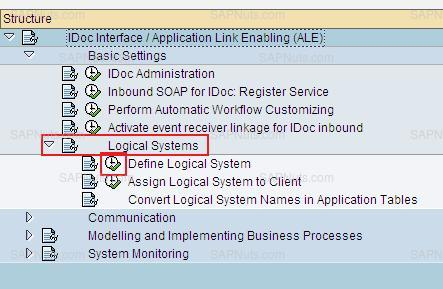 Structure
IDoc Interface / Application Link Enabling (ALE)
Basic Settings
IDoc Administration
Inbound SOAP for IDoc: Register Service
Perform Automatic Workflow Customizing
Activate event receiver linkage for IDoc inbound
Logical Systems
Define Logical System
Assign Logical System to Client
Convert Logical System Names in Application Tables
Communication
Modelling and Implementing Business Processes
System Monitoring
SAPNuts.com